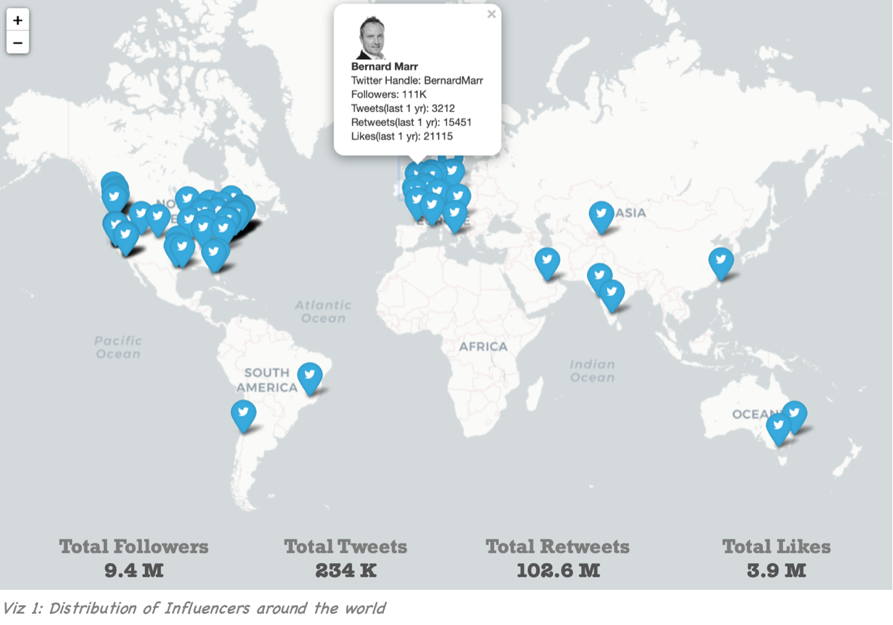 +
−
×
Bernard Marr
Twitter Handle: BernardMarr
Followers: 111K
Tweets(last 1 yr): 3212
Retweets(last 1 yr): 15451
Likes(last 1 yr): 21115
NO
ASIA
Atlantic
Ocean
Pacific
Ocean
AFRICA
Indian
Ocean
SOUTH
AMERICA
OCEAN
Total Followers
9.4 M
Total Tweets
234 K
Total Retweets
102.6 M
Total Likes
3.9 M
Viz 1: Distribution of Influencers around the world